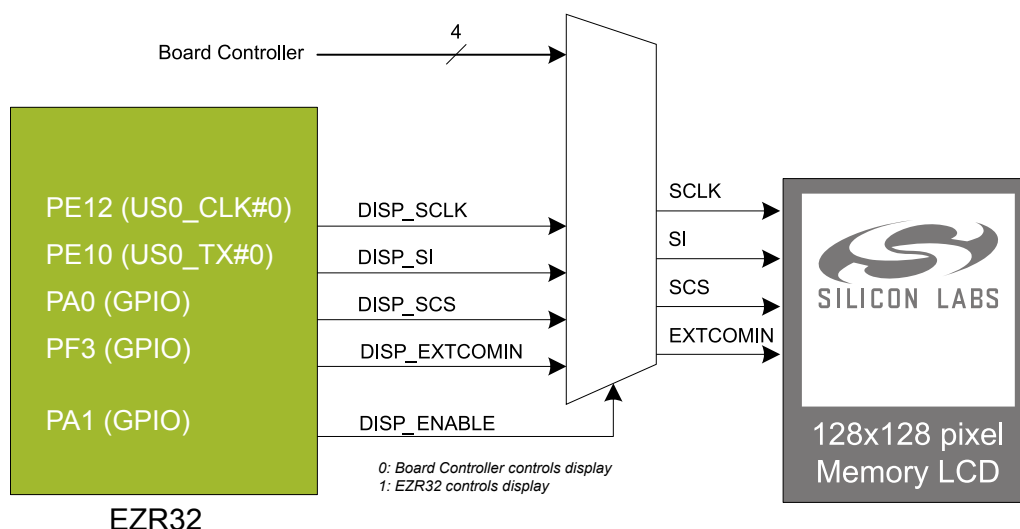 4
Board Controller
PE12 (US0_CLK#0)
DISP_SCLK
SCLK
PE10 (US0_TX#0)
DISP_SI
SI
PA0 (GPIO)
DISP_SCS
SCS
PF3 (GPIO)
DISP_EXTCOMIN
EXTCOMIN
PA1 (GPIO)
DISP_ENABLE
0: Board Controller controls display
1: EZR32 controls display
EZR32
SILICON LABS
128x128 pixel
Memory LCD